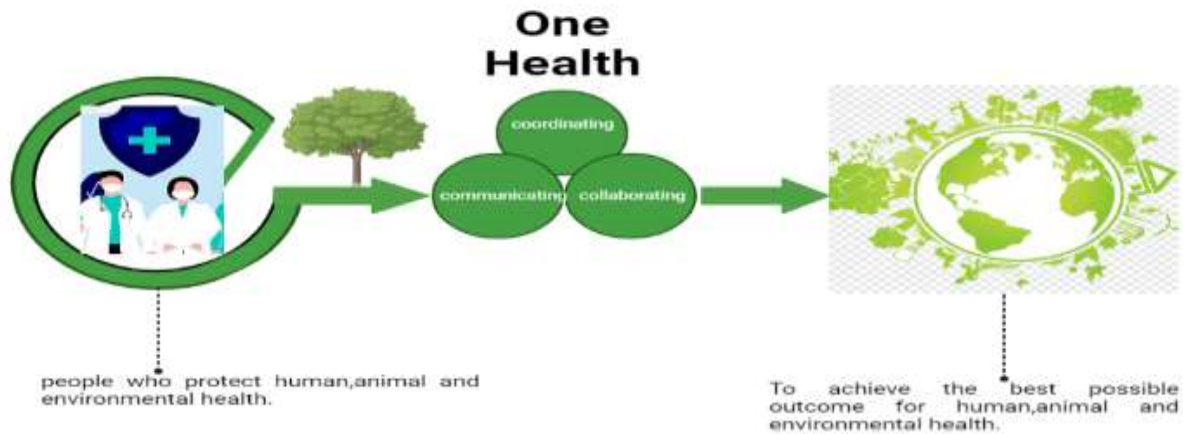 One
Health
coordinating
communicating
collaborating
people who protect human,animal and
environmental health.
To achieve the best possible
outcome for human,animal and
environmental health.